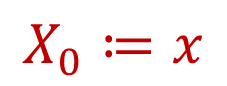 X₀ := x